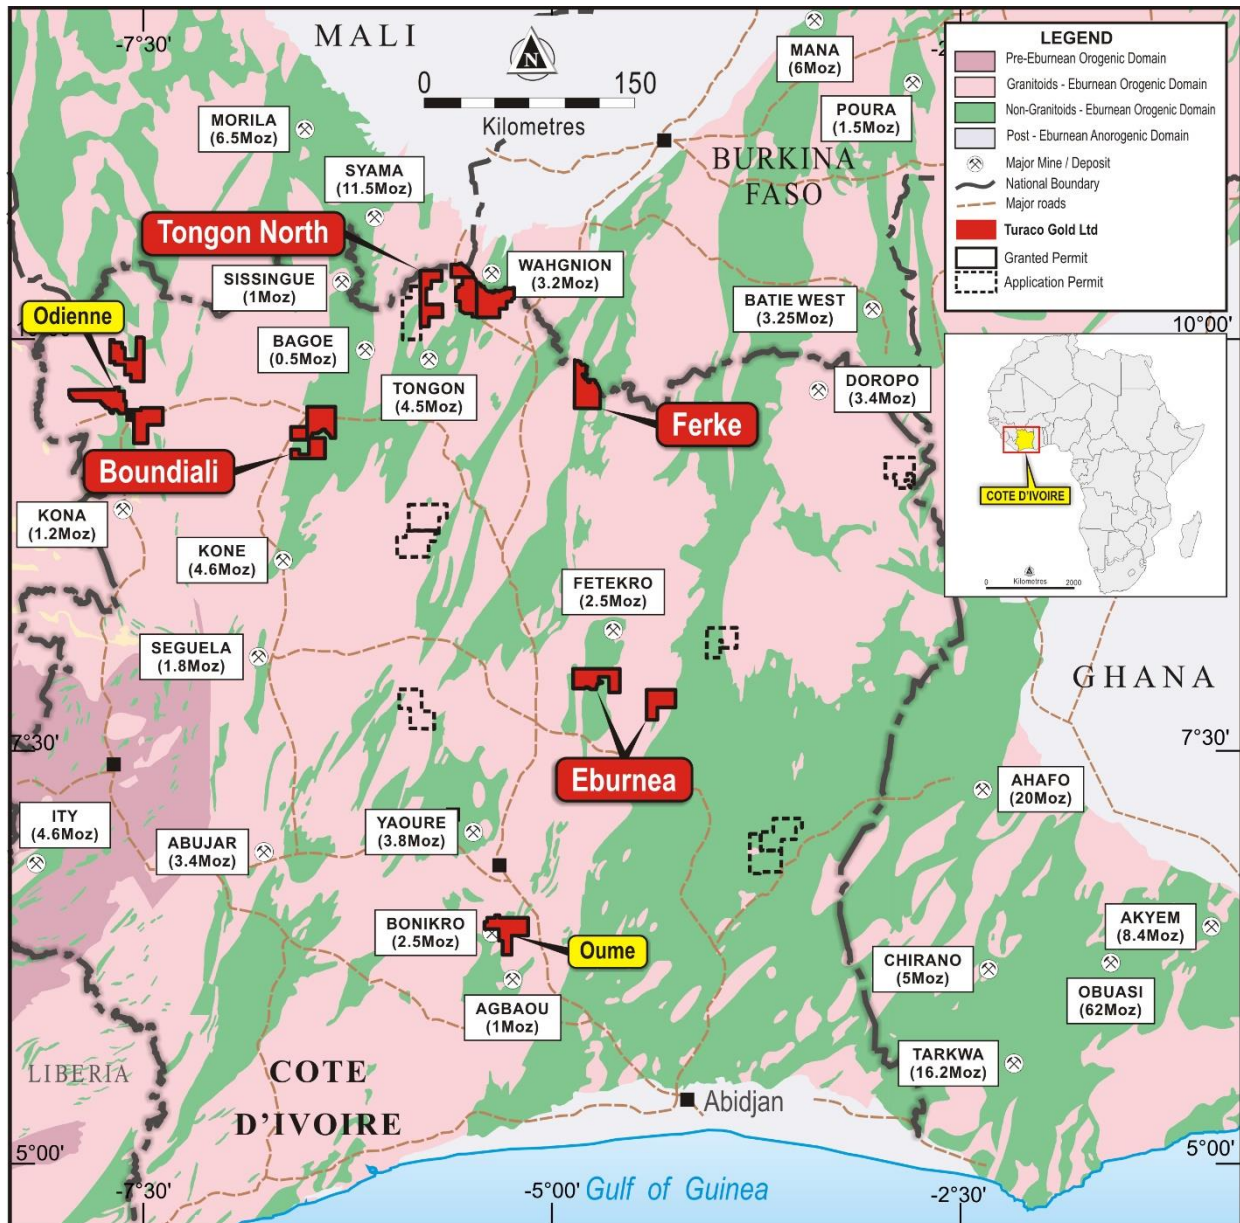 -7°30'
MALI
N
0
150
Kilometres
MANA
(6Moz)
POURA
(1.5Moz)
BURKINA
FASO
LEGEND
Pre-Eburnean Orogenic Domain
Granitoids - Eburnean Orogenic Domain
Non-Granitoids - Eburnean Orogenic Domain
Post - Eburnean Anorogenic Domain
Major Mine / Deposit
National Boundary
Major roads
Turaco Gold Ltd
Granted Permit
Application Permit
MORILA
(6.5Moz)
SYAMA
(11.5Moz)
Tongon North
SISSINGUE
(1Moz)
WAHGNION
(3.2Moz)
BATIE WEST
(3.25Moz)
Odienne
10°00'
BAGOE
(0.5Moz)
TONGON
(4.5Moz)
DOROPO
(3.4Moz)
Ferke
Boundiali
COTE D'IVOIRE
N
Kilometres
0
2000
KONA
(1.2Moz)
KONE
(4.6Moz)
FETEKRO
(2.5Moz)
SEGUELA
(1.8Moz)
GHANA
7°30'
7°30'
Eburnea
ITY
(4.6Moz)
ABUJAR
(3.4Moz)
YAOURE
(3.8Moz)
AHAFO
(20Moz)
BONIKRO
(2.5Moz)
Oume
AGBAOU
(1Moz)
CHIRANO
(5Moz)
AKYEM
(8.4Moz)
OBUASI
(62Moz)
TARKWA
(16.2Moz)
LIBERIA
COTE
D'IVOIRE
Abidjan
5°00'
5°00'
-7°30'
-5°00'
Gulf of Guinea
-2°30'